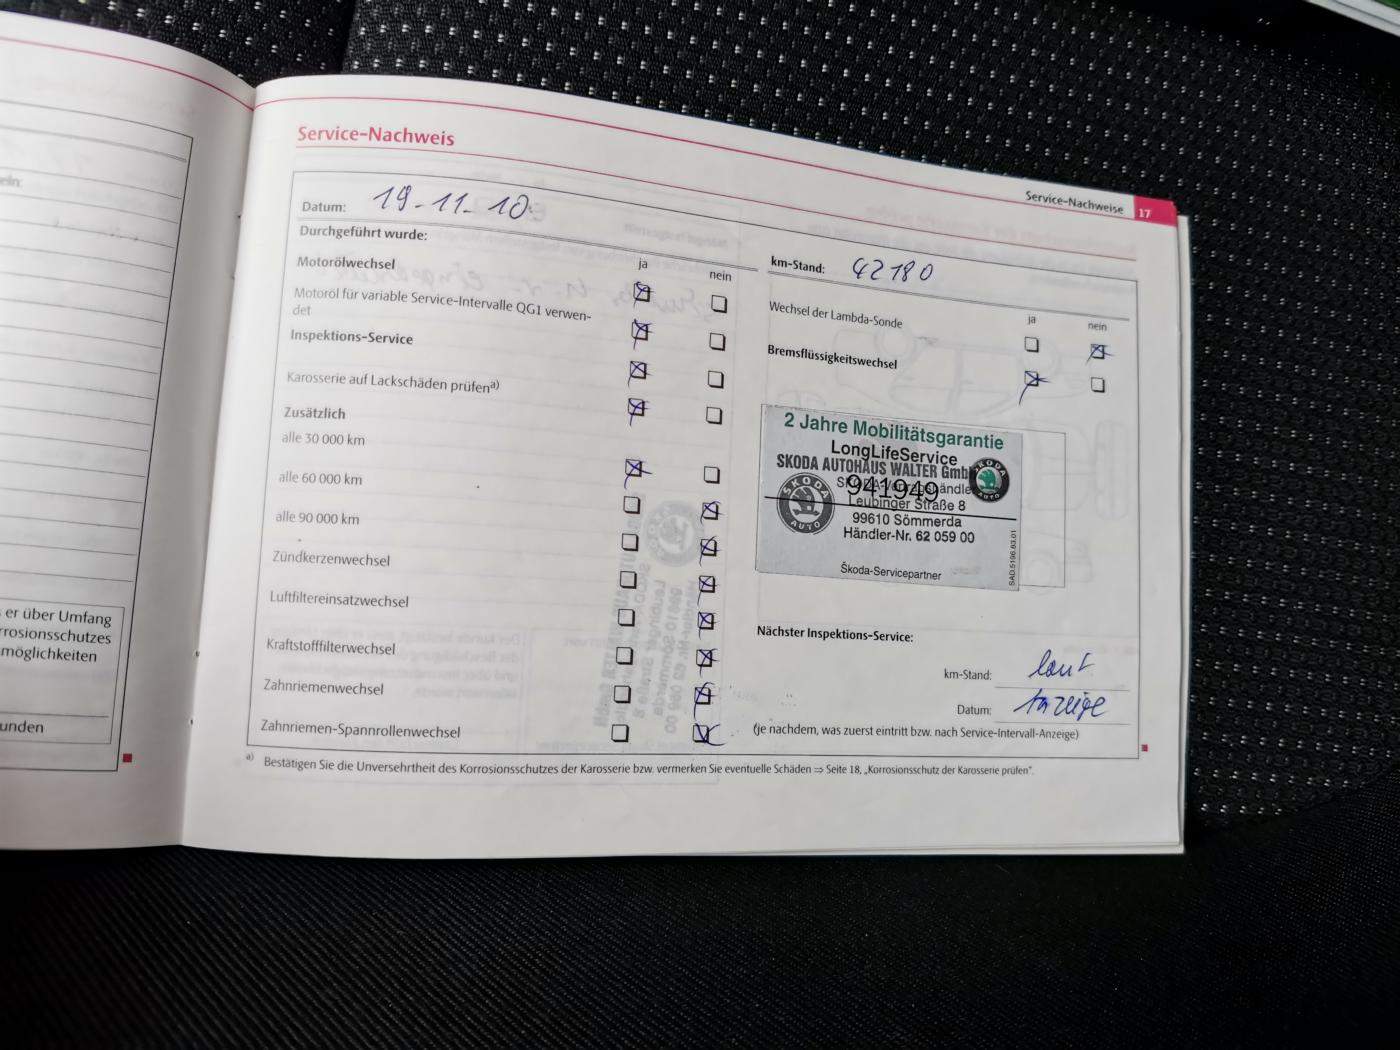 Service-Nachweis
Service-Nachweise 17
Datum: 19-11-10
Durchgeführt wurde:
ja nein
Motorölwechsel
Motoröl für variable Service-Intervalle QG1 verwen-
det
Inspektions-Service
Karosserie auf Lackschäden prüfen a)
Zusätzlich
alle 30 000 km
alle 60 000 km
alle 90 000 km
Zündkerzenwechsel
Luftfiltereinsatzwechsel
Kraftstofffilterwechsel
Zahnriemenwechsel
Zahnriemen-Spannrollenwechsel
km-Stand: 42180
ja nein
Wechsel der Lambda-Sonde
Bremsflüssigkeitswechsel
2 Jahre Mobilitätsgarantie
LongLifeService
SKODA AUTOHAUS WALTER GmbH
941949
Leubinger Straße 8
99610 Sömmerda
Händler-Nr. 62 059 00
Škoda-Servicepartner
SKODA AUTO
SKODA AUTO
Nächster Inspektions-Service:
km-Stand: laut
Datum: Anzeige
(je nachdem, was zuerst eintritt bzw. nach Service-Intervall-Anzeige)
a) Bestätigen Sie die Unversehrtheit des Korrosionsschutzes der Karosserie bzw. vermerken Sie eventuelle Schäden ⇒ Seite 18, „Korrosionsschutz der Karosserie prüfen“.
er über Umfang
rrosionsschutzes
möglichkeiten
unden